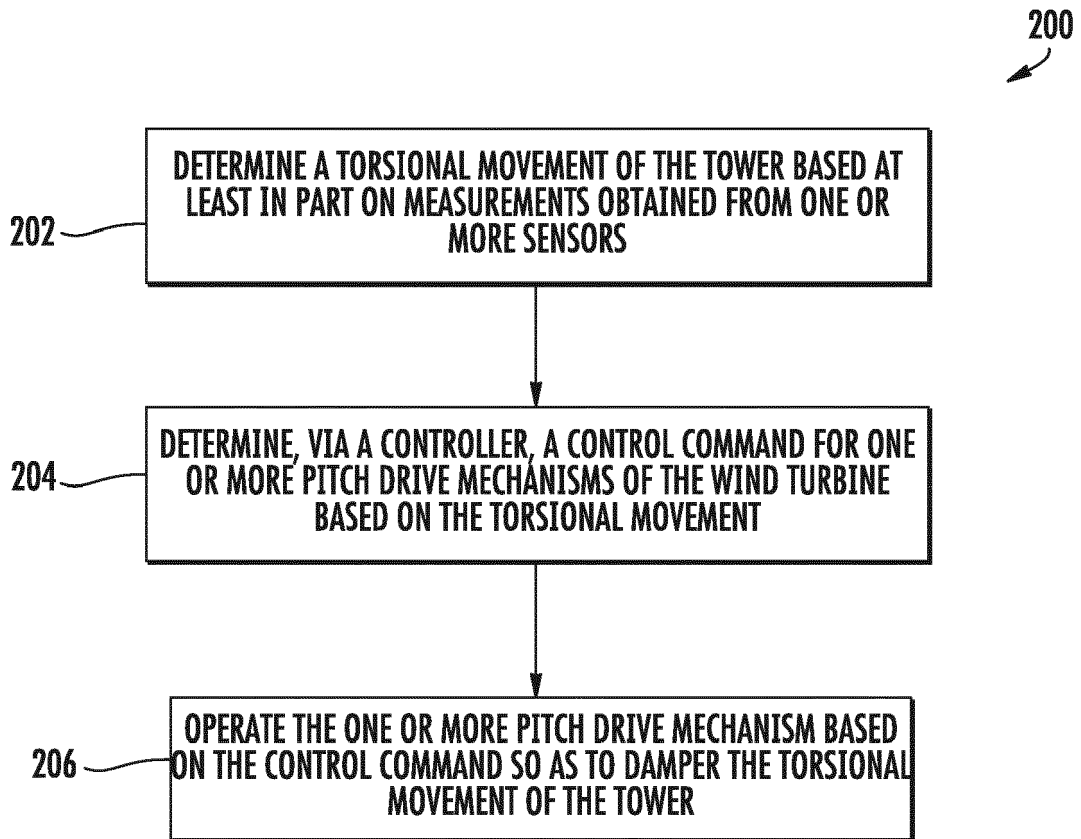 200
DETERMINE A TORSIONAL MOVEMENT OF THE TOWER BASED AT
LEAST IN PART ON MEASUREMENTS OBTAINED FROM ONE OR
MORE SENSORS
202
DETERMINE, VIA A CONTROLLER, A CONTROL COMMAND FOR ONE
OR MORE PITCH DRIVE MECHANISMS OF THE WIND TURBINE
BASED ON THE TORSIONAL MOVEMENT
204
OPERATE THE ONE OR MORE PITCH DRIVE MECHANISM BASED
ON THE CONTROL COMMAND SO AS TO DAMPER THE TORSIONAL
MOVEMENT OF THE TOWER
206